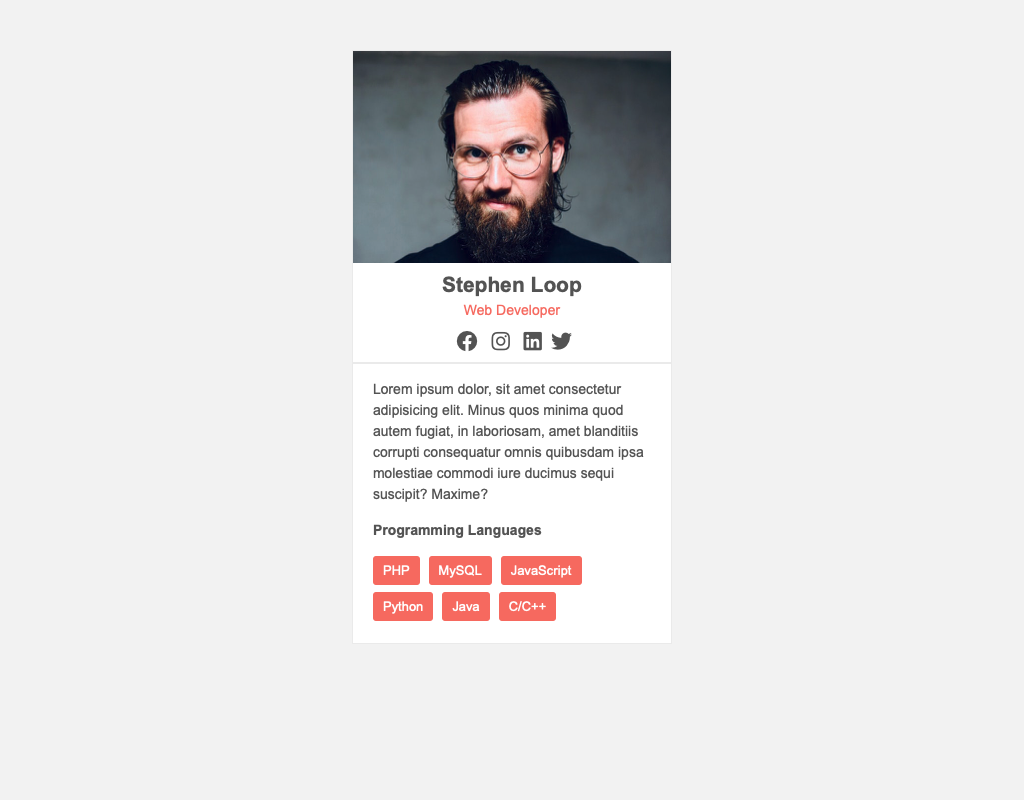 Stephen Loop
Web Developer
Lorem ipsum dolor, sit amet consectetur
adipisicing elit. Minus quos minima quod
autem fugiat, in laboriosam, amet blanditiis
corrupti consequatur omnis quibusdam ipsa
molestiae commodi iure ducimus sequi
suscipit? Maxime?
Programming Languages
PHP MySQL JavaScript
Python Java C/C++